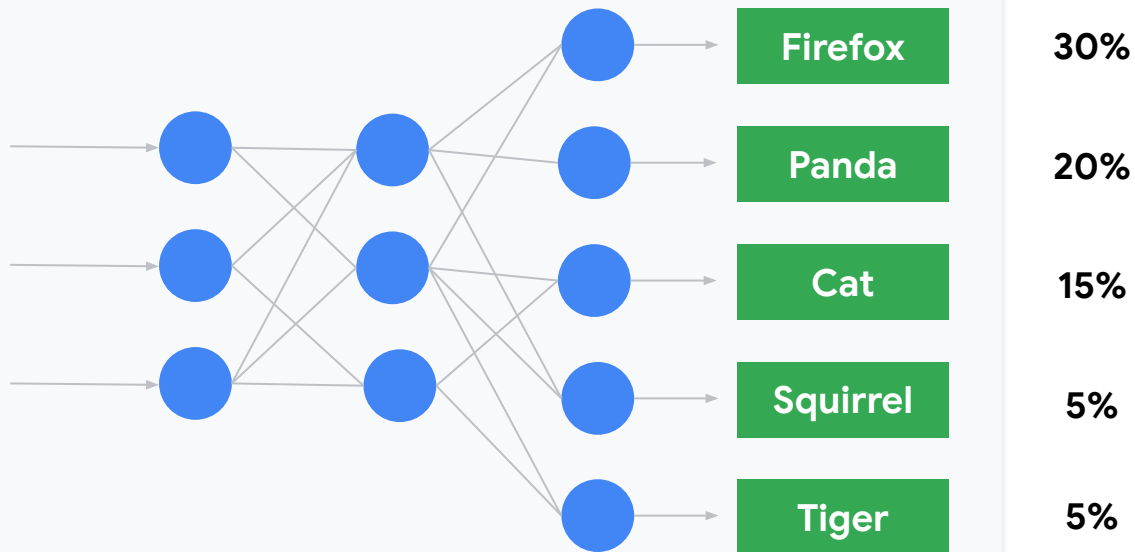 Firefox 30%
Panda 20%
Cat 15%
Squirrel 5%
Tiger 5%